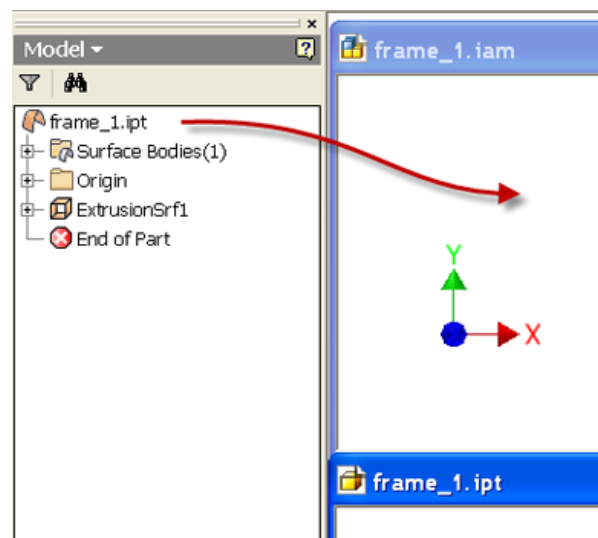 Model
frame_1.ipt
Surface Bodies(1)
Origin
ExtrusionSrf1
End of Part
frame_1.iam
Y
X
frame_1.ipt